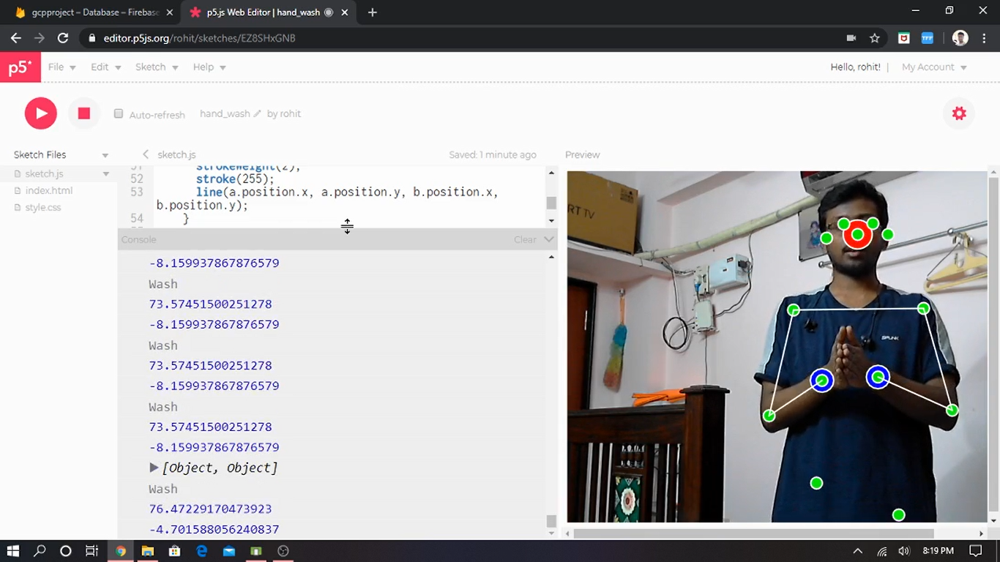 gcpproject – Database – Firebase
p5.js Web Editor | hand_wash
editor.p5js.org/rohit/sketches/EZ8SHxGNB
TFF
p5*
File
Edit
Sketch
Help
Hello, rohit! |
My Account
Auto-refresh
hand_wash
by rohit
Sketch Files
sketch.js
Saved: 1 minute ago
Preview
sketch.js
index.html
style.css
51 strokeWeight(2);
52 stroke(255);
53 line(a.position.x, a.position.y, b.position.x,
b.position.y);
54 }
Console
Clear
-8.159937867876579
Wash
73.57451500251278
-8.159937867876579
Wash
73.57451500251278
-8.159937867876579
Wash
73.57451500251278
-8.159937867876579
[Object, Object]
Wash
76.47229170473923
-4.701588056240837
RT TV
SPUNK
8:19 PM